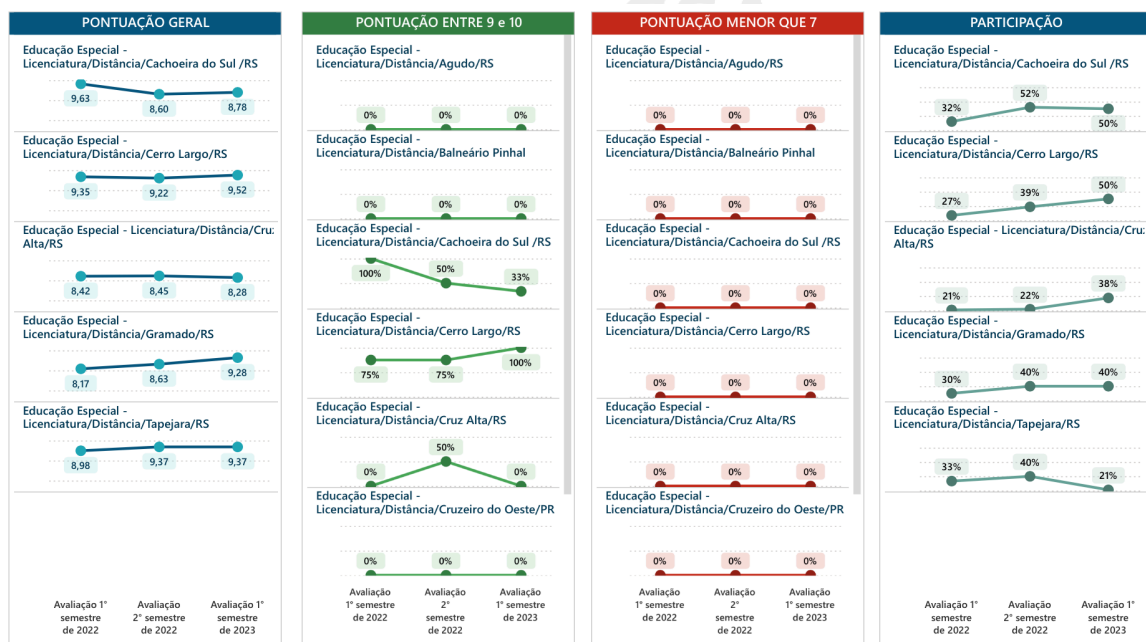 PONTUAÇÃO GERAL
Educação Especial -
Licenciatura/Distância/Cachoeira do Sul /RS
9,63
8,60
8,78
Educação Especial -
Licenciatura/Distância/Cerro Largo/RS
9,35
9,22
9,52
Educação Especial - Licenciatura/Distância/Cruz
Alta/RS
8,42
8,45
8,28
Educação Especial -
Licenciatura/Distância/Gramado/RS
8,17
8,63
9,28
Educação Especial -
Licenciatura/Distância/Tapejara/RS
8,98
9,37
9,37
Avaliação 1°
semestre
de 2022
Avaliação
2° semestre
de 2022
Avaliação 1°
semestre
de 2023
PONTUAÇÃO ENTRE 9 e 10
Educação Especial -
Licenciatura/Distância/Agudo/RS
0%
0%
0%
Educação Especial -
Licenciatura/Distância/Balneário Pinhal
0%
0%
0%
Educação Especial -
Licenciatura/Distância/Cachoeira do Sul /RS
100%
50%
33%
Educação Especial -
Licenciatura/Distância/Cerro Largo/RS
75%
75%
100%
Educação Especial -
Licenciatura/Distância/Cruz Alta/RS
0%
50%
0%
Educação Especial -
Licenciatura/Distância/Cruzeiro do Oeste/PR
0%
0%
0%
Avaliação
1° semestre
de 2022
Avaliação
2°
semestre
de 2022
Avaliação
1° semestre
de 2023
PONTUAÇÃO MENOR QUE 7
Educação Especial -
Licenciatura/Distância/Agudo/RS
0%
0%
0%
Educação Especial -
Licenciatura/Distância/Balneário Pinhal
0%
0%
0%
Educação Especial -
Licenciatura/Distância/Cachoeira do Sul /RS
0%
0%
0%
Educação Especial -
Licenciatura/Distância/Cerro Largo/RS
0%
0%
0%
Educação Especial -
Licenciatura/Distância/Cruz Alta/RS
0%
0%
0%
Educação Especial -
Licenciatura/Distância/Cruzeiro do Oeste/PR
0%
0%
0%
Avaliação
1° semestre
de 2022
Avaliação
2°
semestre
de 2022
Avaliação
1° semestre
de 2023
PARTICIPAÇÃO
Educação Especial -
Licenciatura/Distância/Cachoeira do Sul /RS
32%
52%
50%
Educação Especial -
Licenciatura/Distância/Cerro Largo/RS
27%
39%
50%
Educação Especial - Licenciatura/Distância/Cruz
Alta/RS
21%
22%
38%
Educação Especial -
Licenciatura/Distância/Gramado/RS
30%
40%
40%
Educação Especial -
Licenciatura/Distância/Tapejara/RS
33%
40%
21%
Avaliação 1°
semestre
de 2022
Avaliação
2° semestre
de 2022
Avaliação 1°
semestre
de 2023